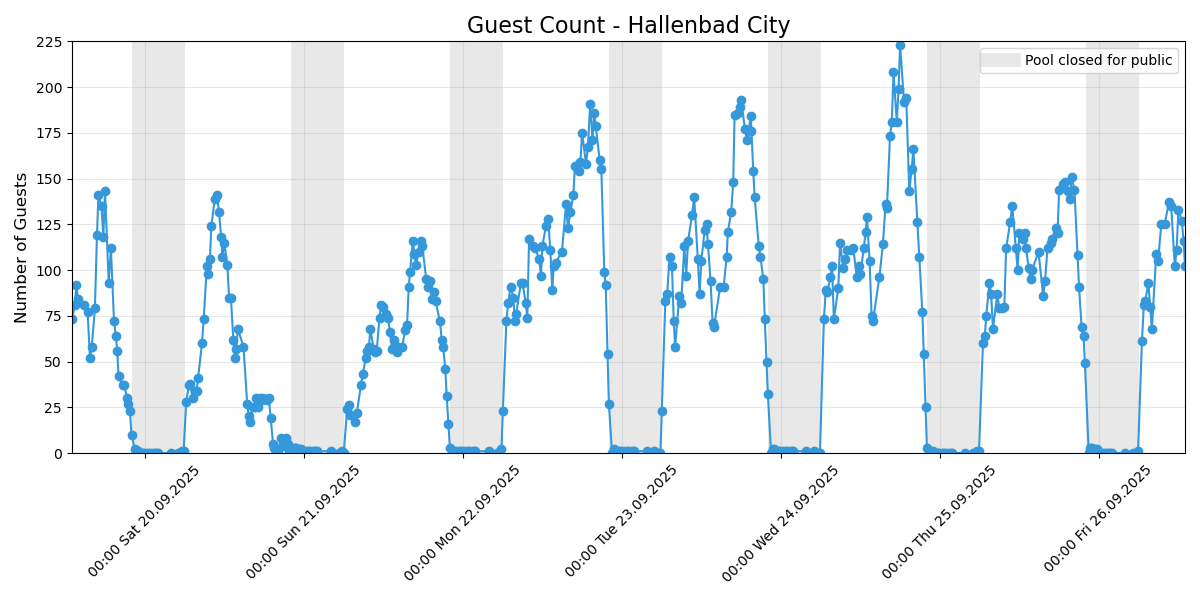 Guest Count - Hallenbad City
Pool closed for public
Number of Guests
225
200
175
150
125
100
75
50
25
0
00:00 Sat 20.09.2025
00:00 Sun 21.09.2025
00:00 Mon 22.09.2025
00:00 Tue 23.09.2025
00:00 Wed 24.09.2025
00:00 Thu 25.09.2025
00:00 Fri 26.09.2025